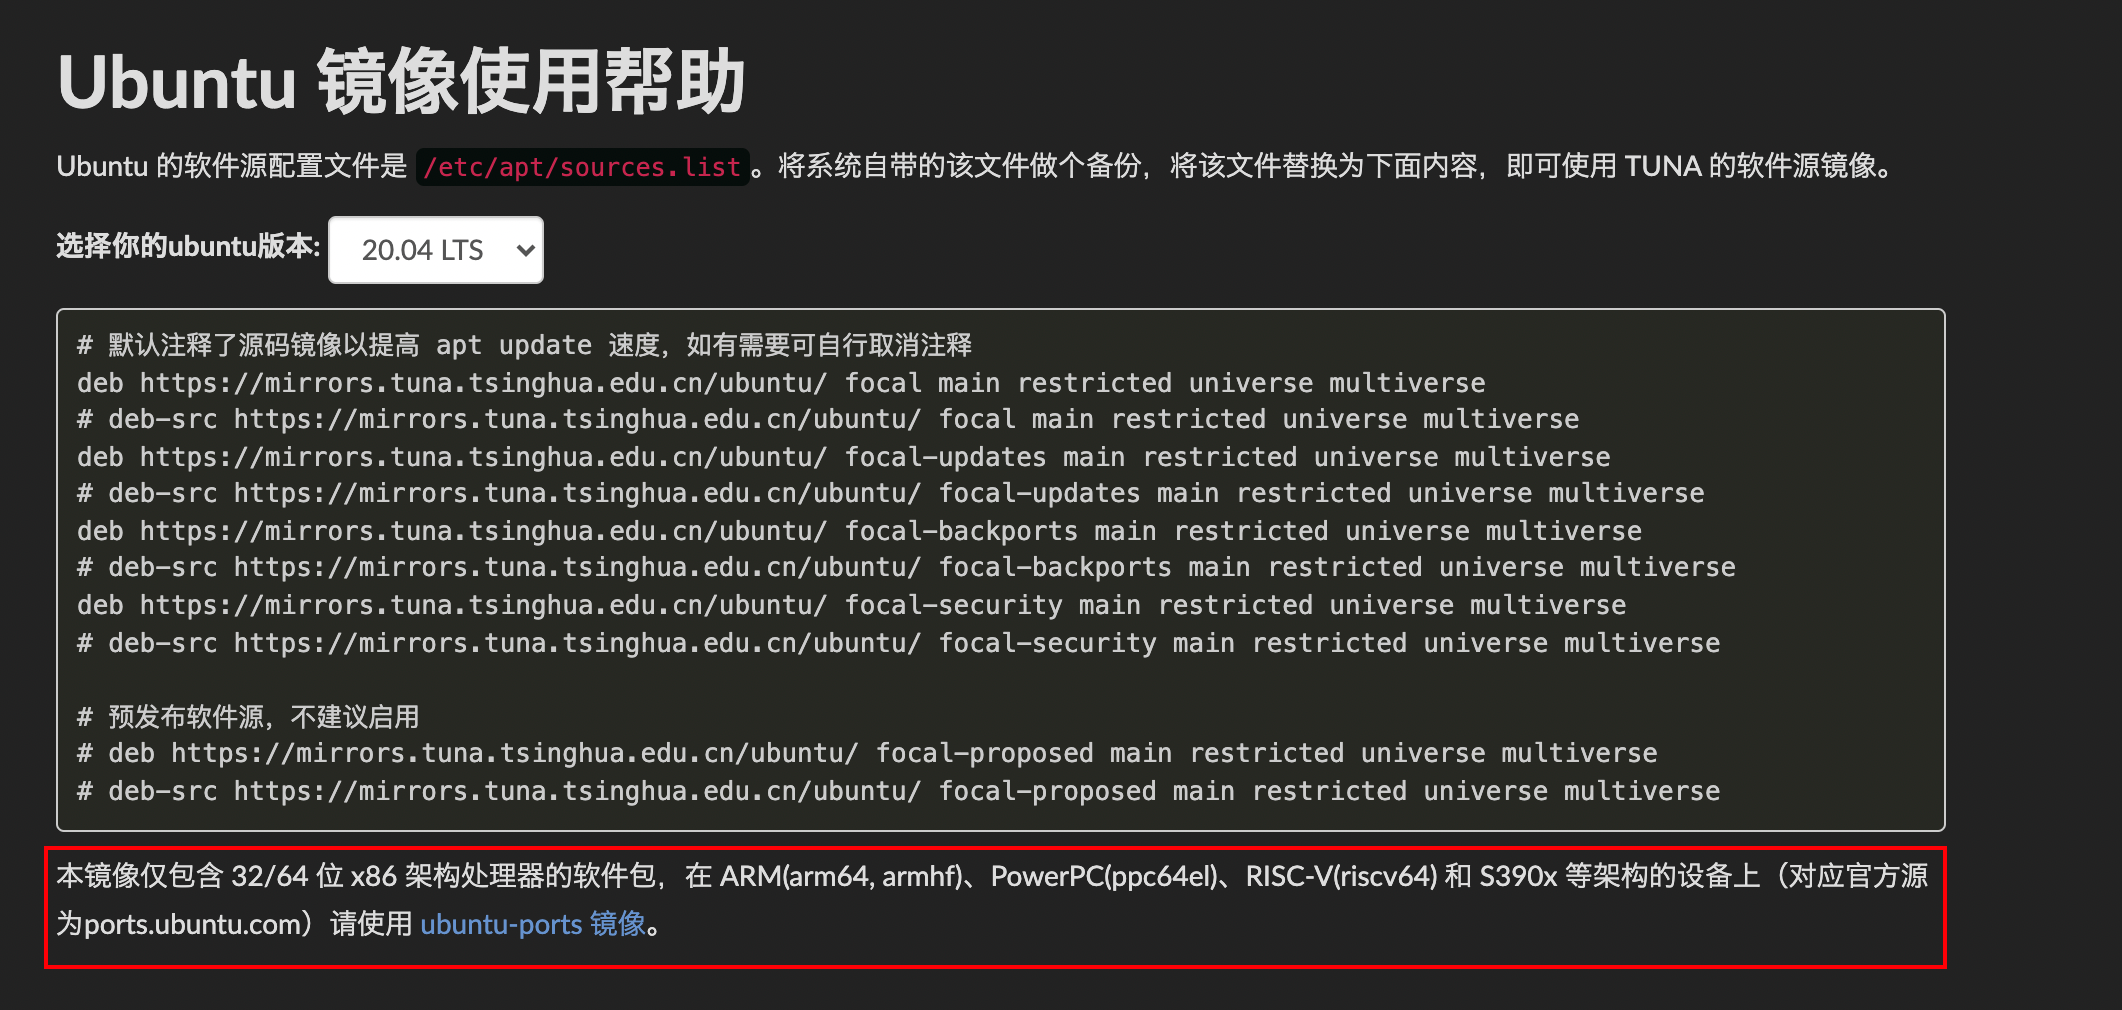 Ubuntu 镜像使用帮助
Ubuntu 的软件源配置文件是 /etc/apt/sources.list。将系统自带的该文件做个备份，将该文件替换为下面内容，即可使用 TUNA 的软件源镜像。
选择你的ubuntu版本: 20.04 LTS
# 默认注释了源码镜像以提高 apt update 速度，如有需要可自行取消注释
deb https://mirrors.tuna.tsinghua.edu.cn/ubuntu/ focal main restricted universe multiverse
# deb-src https://mirrors.tuna.tsinghua.edu.cn/ubuntu/ focal main restricted universe multiverse
deb https://mirrors.tuna.tsinghua.edu.cn/ubuntu/ focal-updates main restricted universe multiverse
# deb-src https://mirrors.tuna.tsinghua.edu.cn/ubuntu/ focal-updates main restricted universe multiverse
deb https://mirrors.tuna.tsinghua.edu.cn/ubuntu/ focal-backports main restricted universe multiverse
# deb-src https://mirrors.tuna.tsinghua.edu.cn/ubuntu/ focal-backports main restricted universe multiverse
deb https://mirrors.tuna.tsinghua.edu.cn/ubuntu/ focal-security main restricted universe multiverse
# deb-src https://mirrors.tuna.tsinghua.edu.cn/ubuntu/ focal-security main restricted universe multiverse
# 预发布软件源，不建议启用
# deb https://mirrors.tuna.tsinghua.edu.cn/ubuntu/ focal-proposed main restricted universe multiverse
# deb-src https://mirrors.tuna.tsinghua.edu.cn/ubuntu/ focal-proposed main restricted universe multiverse
本镜像仅包含 32/64 位 x86 架构处理器的软件包，在 ARM(arm64, armhf)、PowerPC(ppc64el)、RISC-V(riscv64) 和 S390x 等架构的设备上（对应官方源
为ports.ubuntu.com）请使用 ubuntu-ports 镜像。